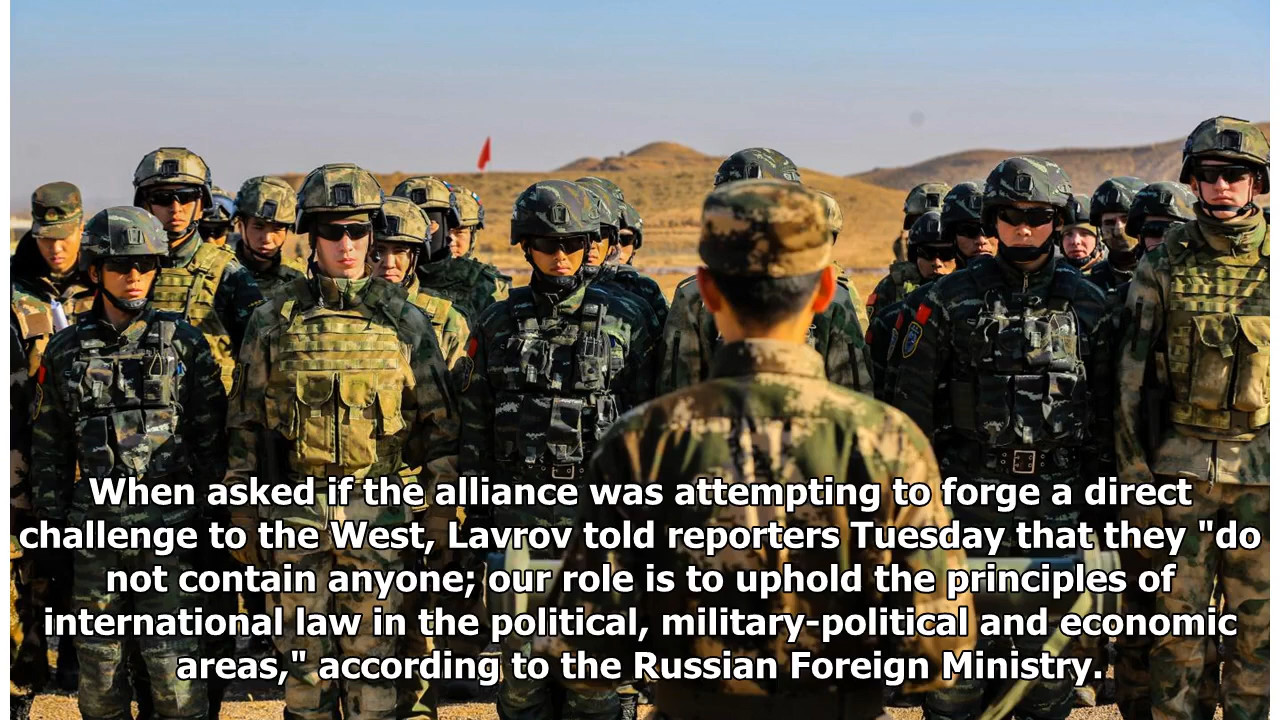 When asked if the alliance was attempting to forge a direct
challenge to the West, Lavrov told reporters Tuesday that they "do
not contain anyone; our role is to uphold the principles of
international law in the political, military-political and economic
areas," according to the Russian Foreign Ministry.